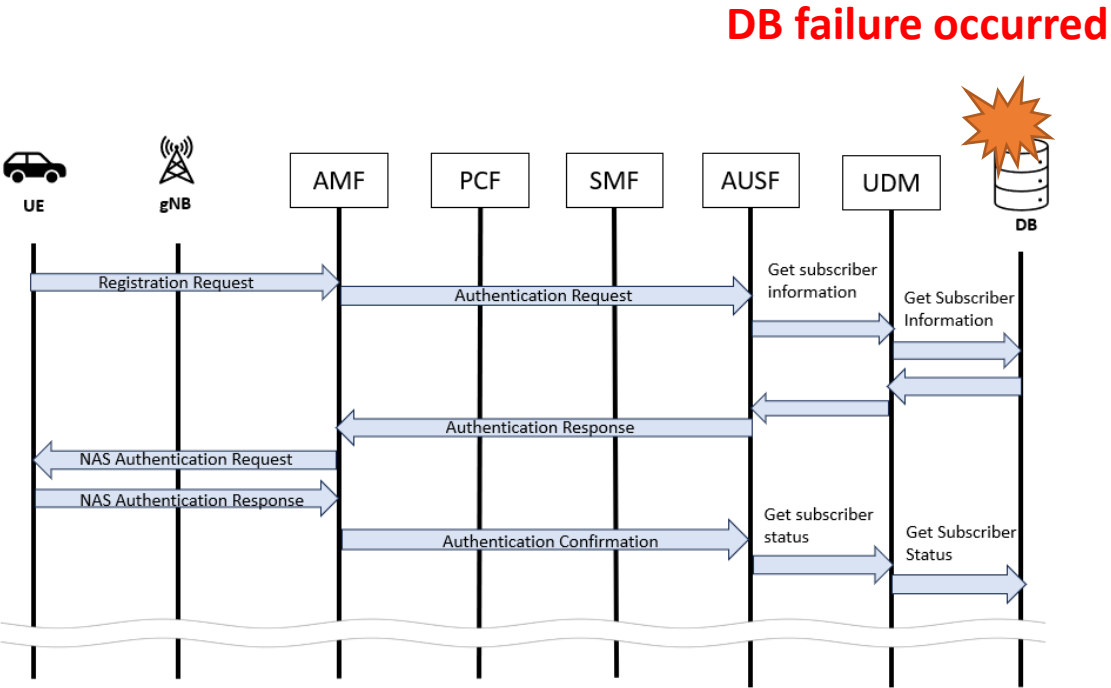 DB failure occurred
UE
gNB
AMF
PCF
SMF
AUSF
UDM
DB
Registration Request
Authentication Request
Get subscriber
information
Get Subscriber
Information
Authentication Response
NAS Authentication Request
NAS Authentication Response
Authentication Confirmation
Get subscriber
status
Get Subscriber
Status